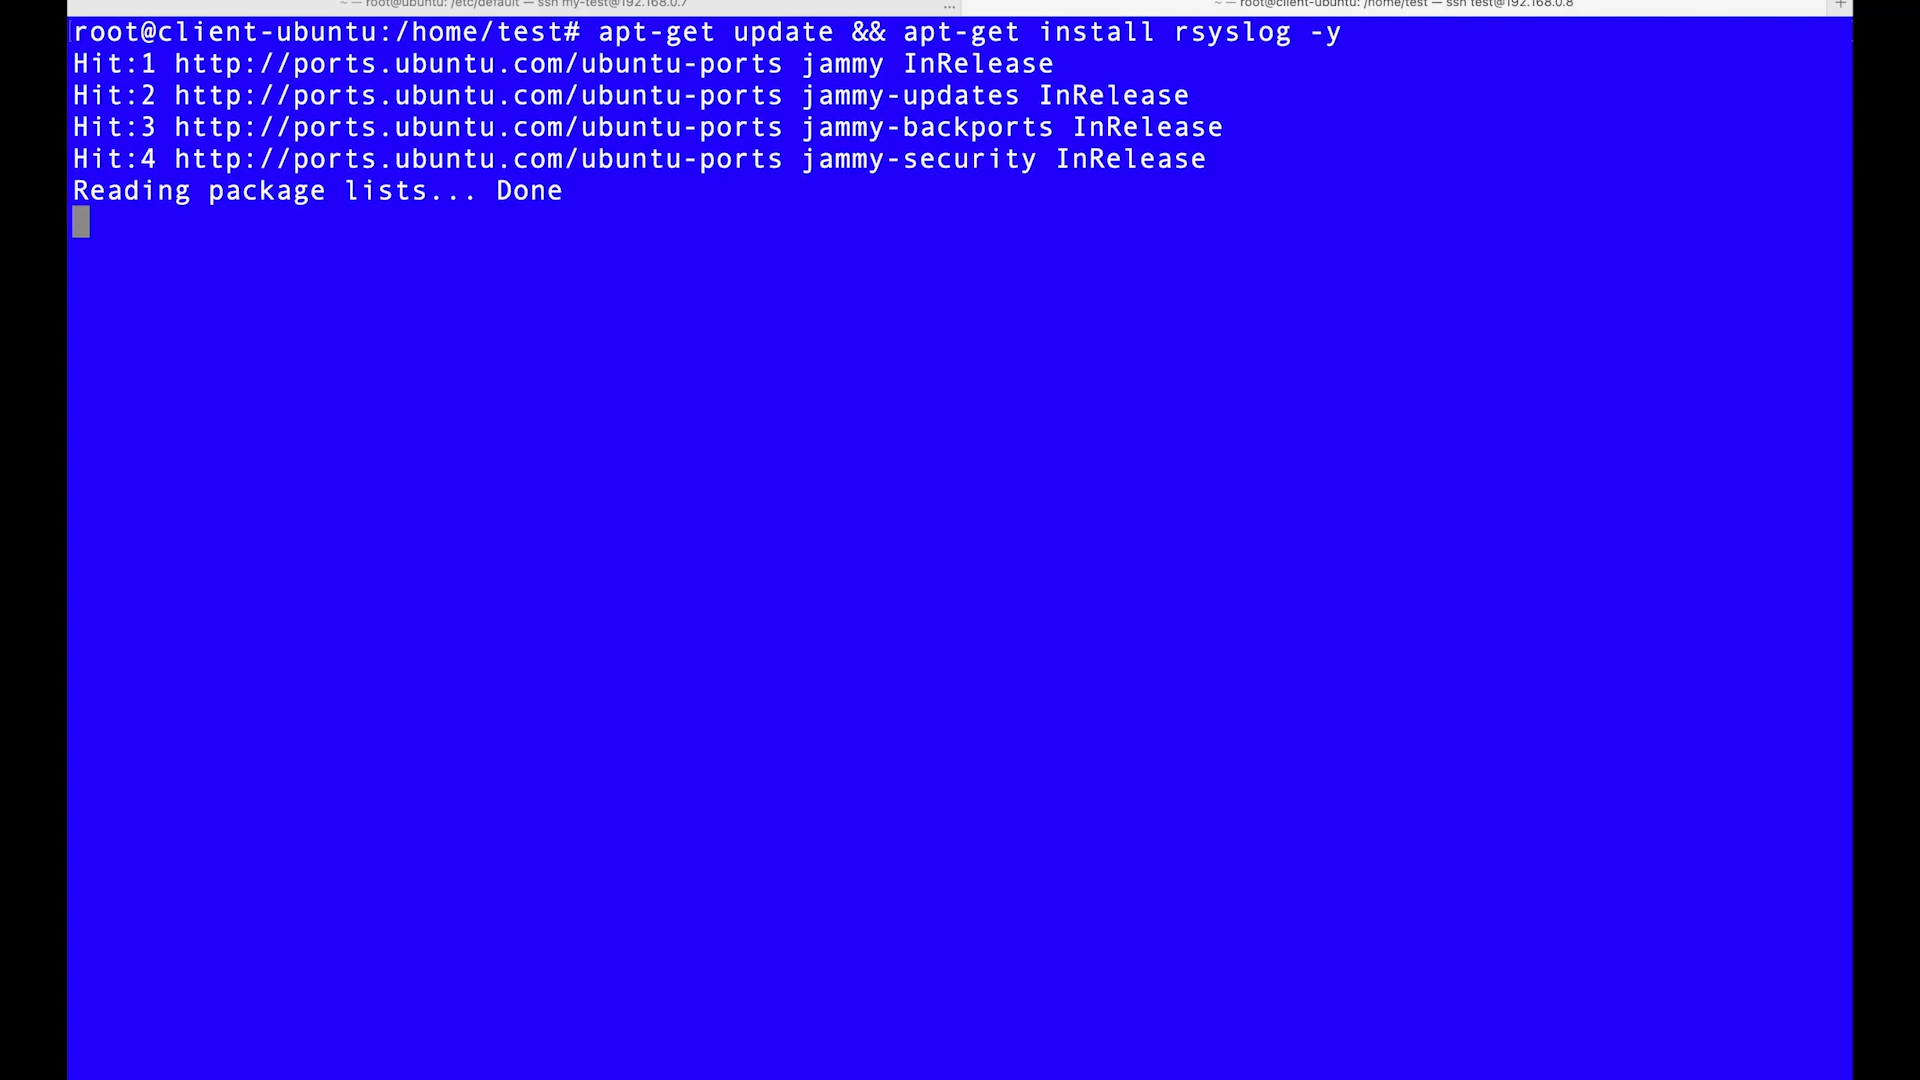 ~ — root@ubuntu: /etc/default — ssh my-test@192.168.0.7 ... ~ — root@client-ubuntu: /home/test — ssh test@192.168.0.8 +
root@client-ubuntu:/home/test# apt-get update && apt-get install rsyslog -y
Hit:1 http://ports.ubuntu.com/ubuntu-ports jammy InRelease
Hit:2 http://ports.ubuntu.com/ubuntu-ports jammy-updates InRelease
Hit:3 http://ports.ubuntu.com/ubuntu-ports jammy-backports InRelease
Hit:4 http://ports.ubuntu.com/ubuntu-ports jammy-security InRelease
Reading package lists... Done